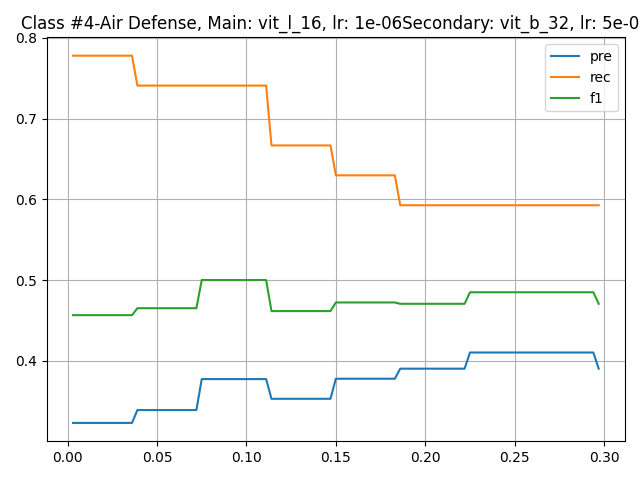 Class #4-Air Defense, Main: vit_l_16, lr: 1e-06Secondary: vit_b_32, lr: 5e-0
0.8
0.7
0.6
0.5
0.4
0.00 0.05 0.10 0.15 0.20 0.25 0.30
pre
rec
f1